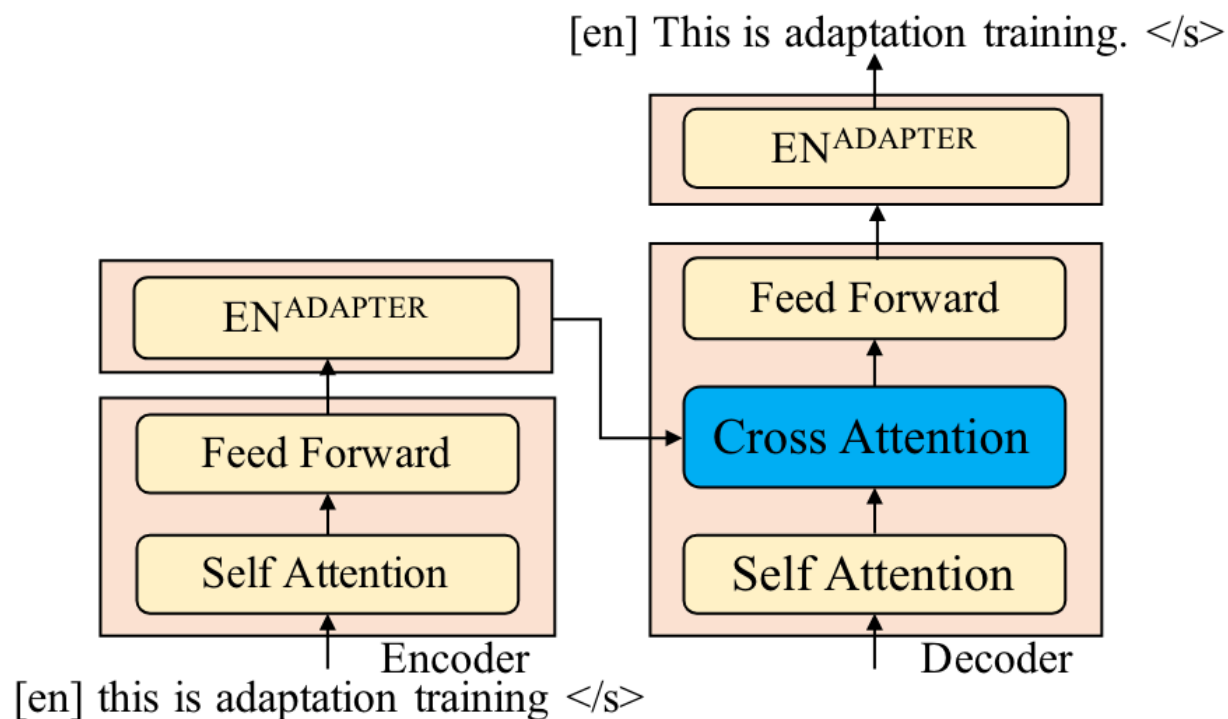 [en] This is adaptation training. </s>
EN^ADAPTER
Feed Forward
Cross Attention
Self Attention
Decoder
EN^ADAPTER
Feed Forward
Self Attention
Encoder
[en] this is adaptation training </s>